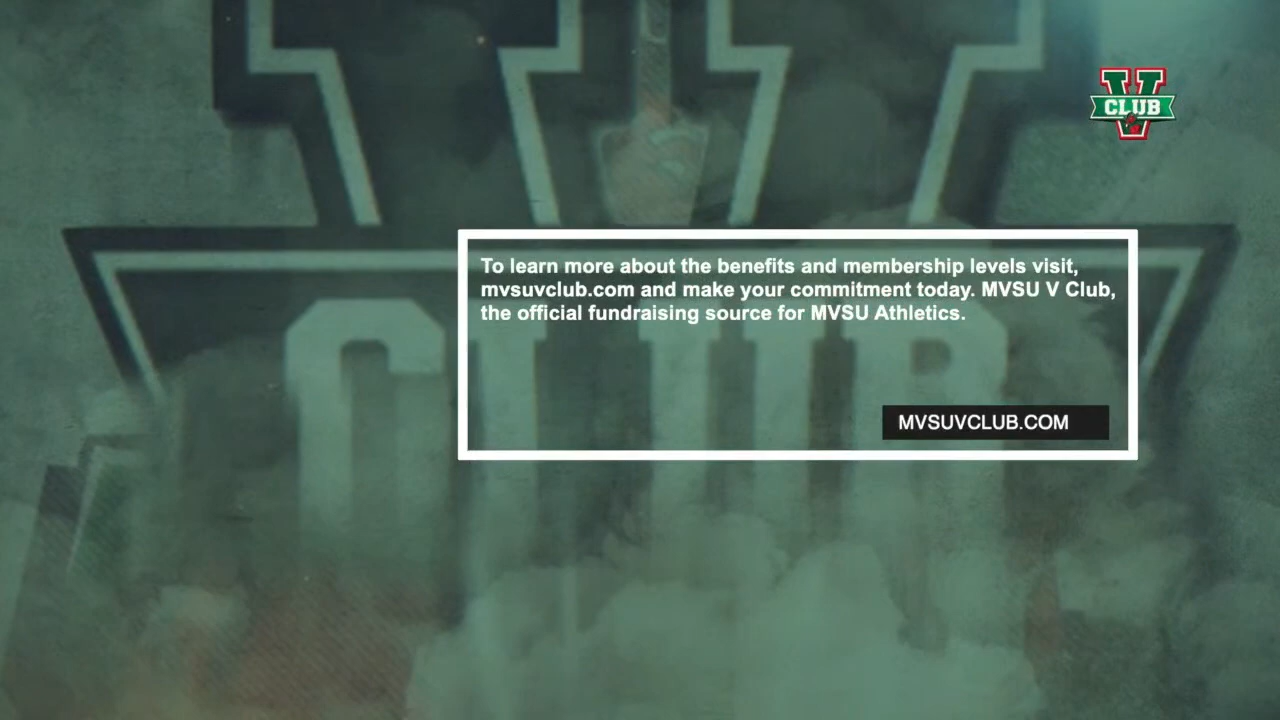 V
CLUB
CLUB
To learn more about the benefits and membership levels visit,
mvsuvclub.com and make your commitment today. MVSU V Club,
the official fundraising source for MVSU Athletics.
MVSUVCLUB.COM